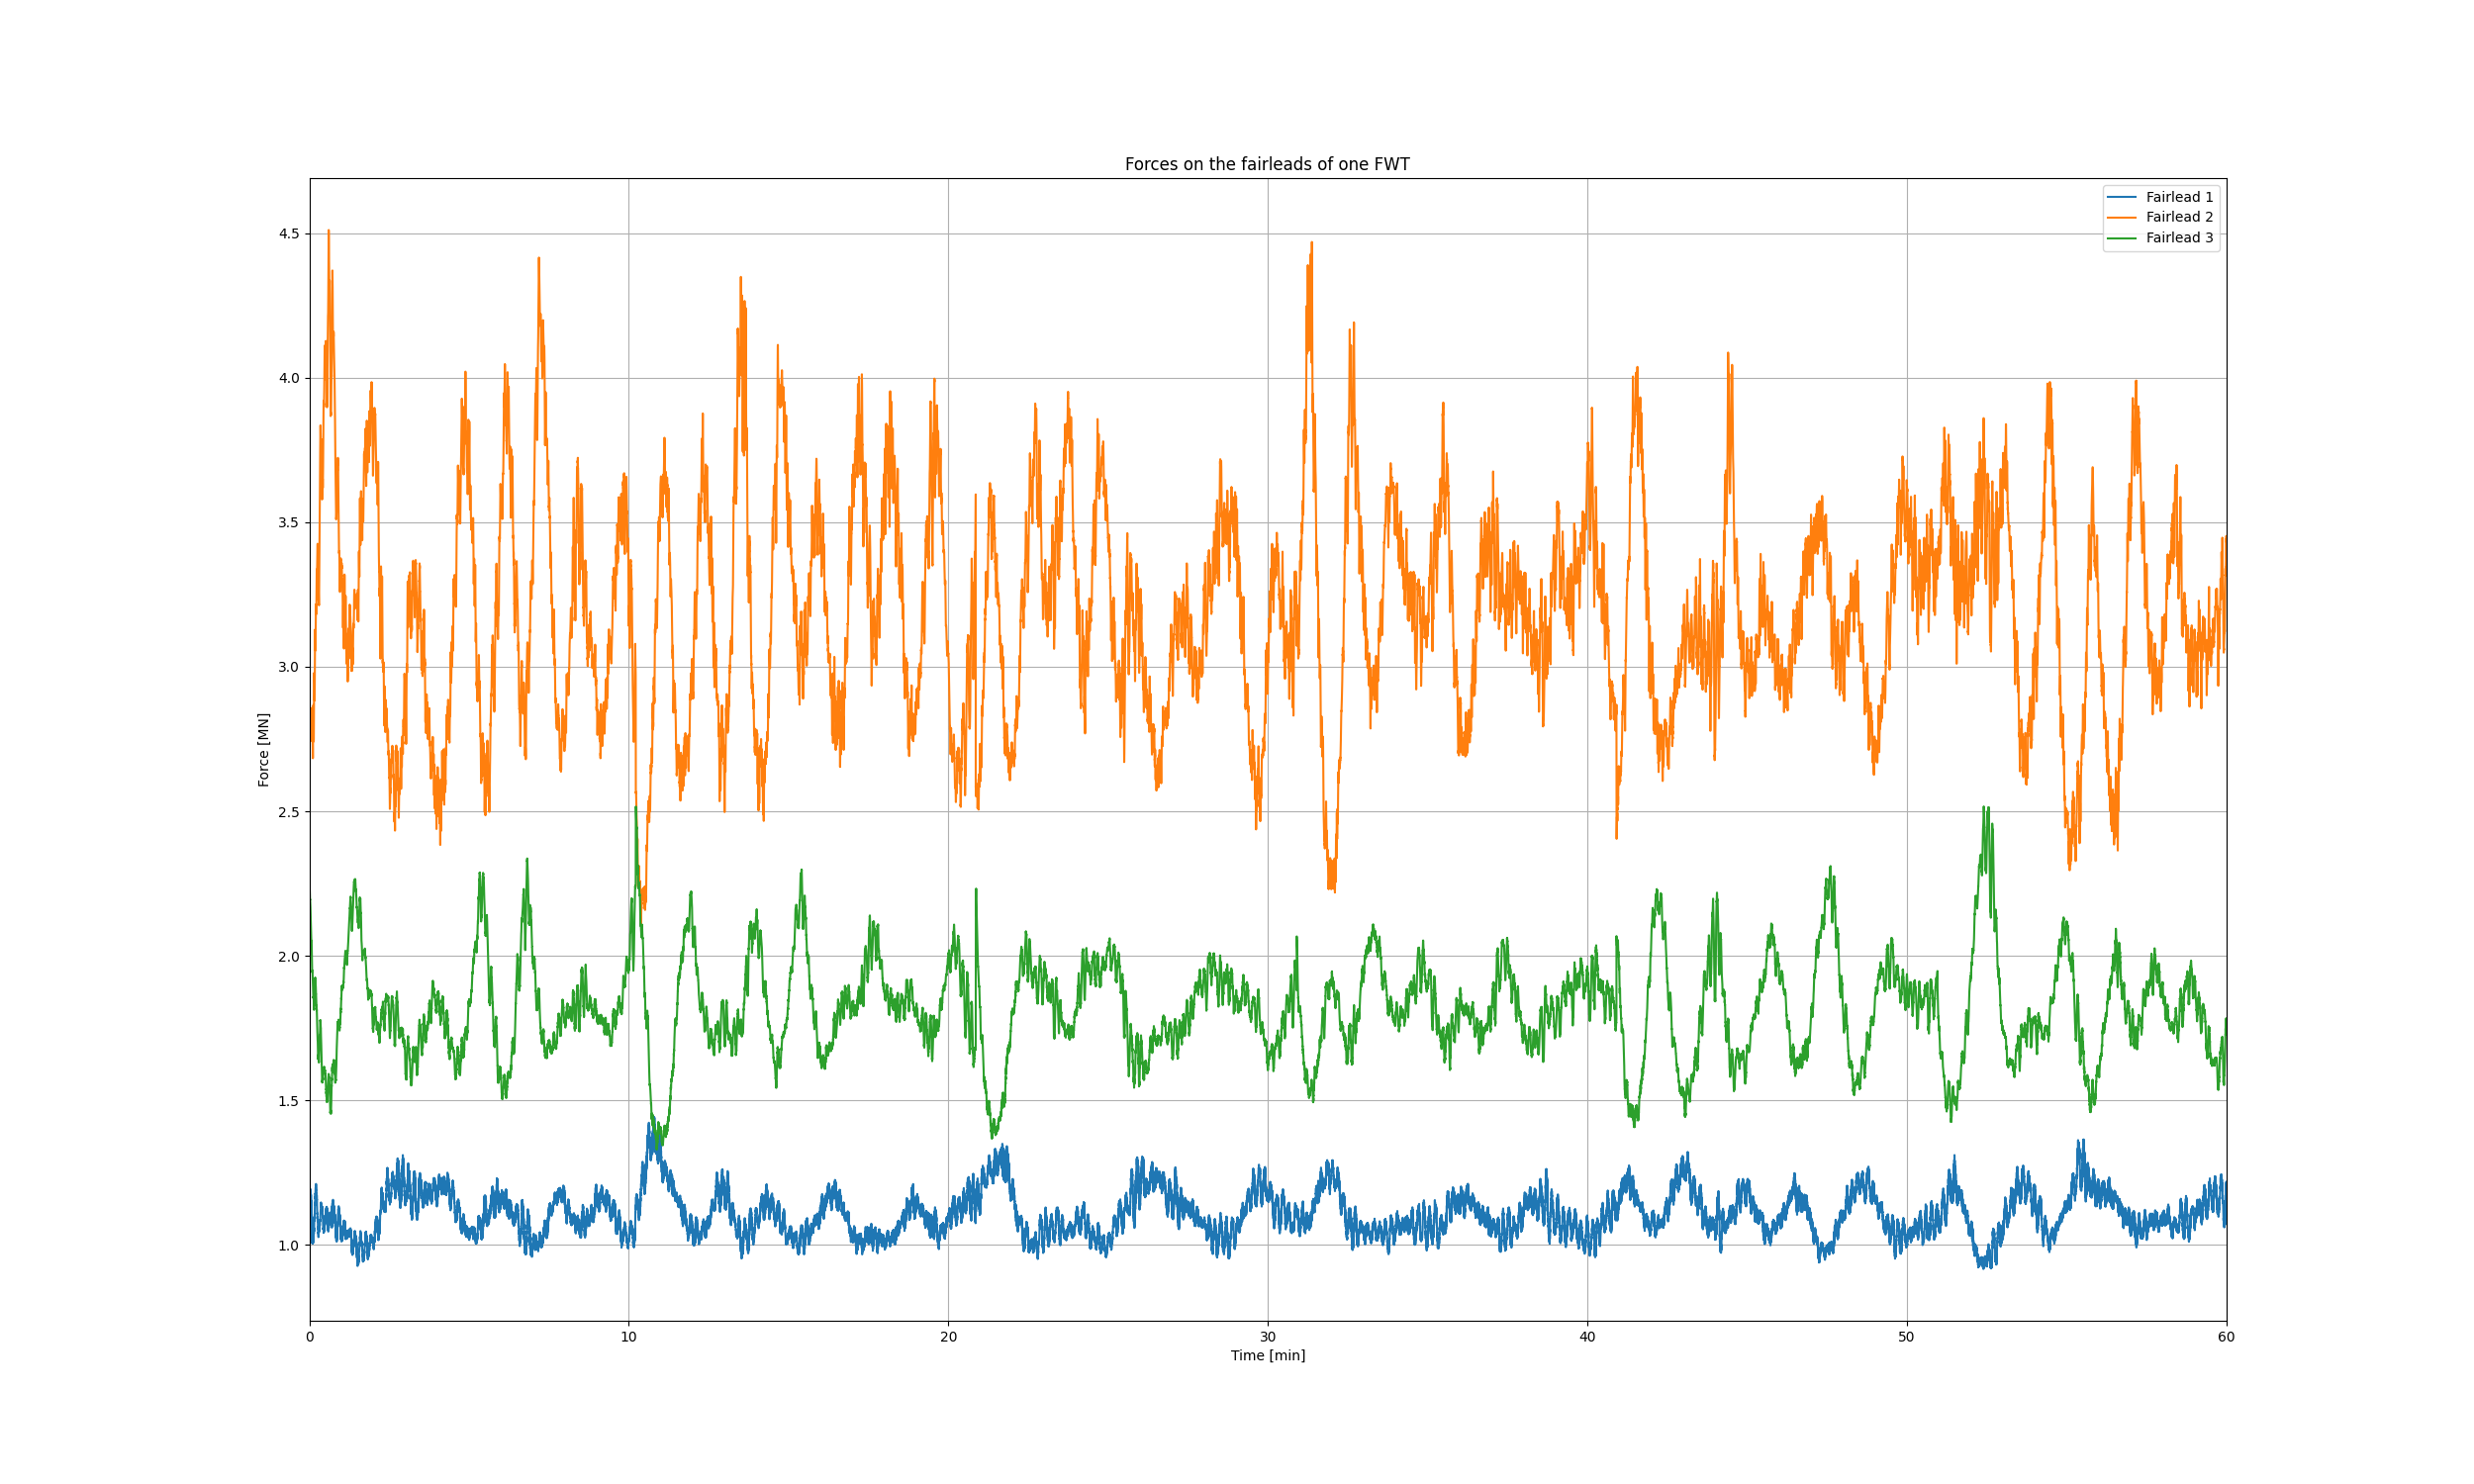 Forces on the fairleads of one FWT
Fairlead 1
Fairlead 2
Fairlead 3
Force [MN]
4.5
4.0
3.5
3.0
2.5
2.0
1.5
1.0
0 10 20 30 40 50 60
Time [min]